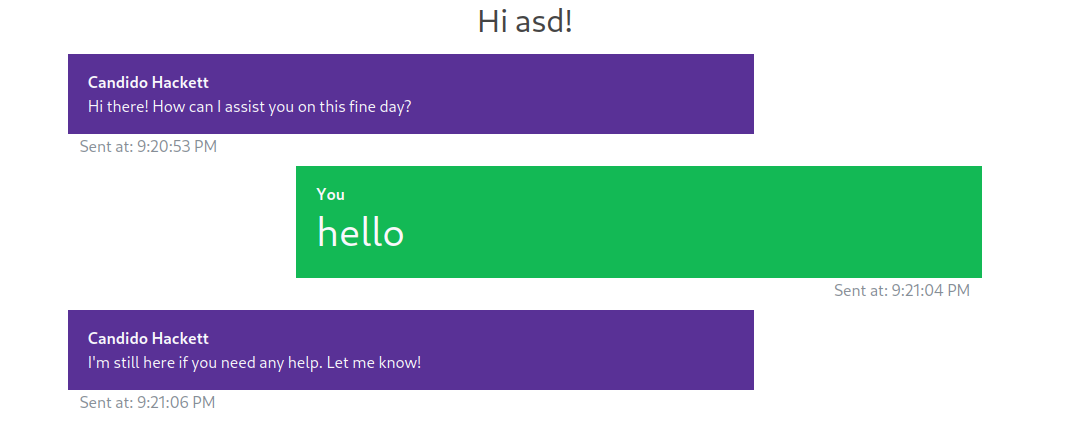 Hi asd!
Candido Hackett
Hi there! How can I assist you on this fine day?
Sent at: 9:20:53 PM
You
hello
Sent at: 9:21:04 PM
Candido Hackett
I'm still here if you need any help. Let me know!
Sent at: 9:21:06 PM